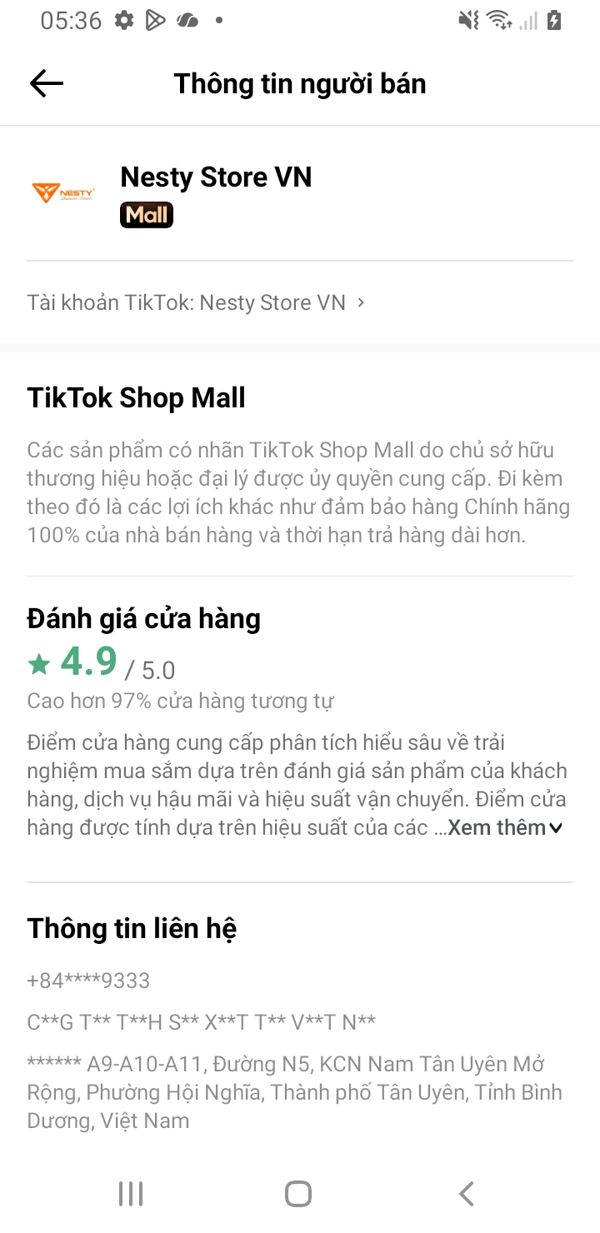 05:36
Thông tin người bán
NESTY
Nesty Store VN
Mall
Tài khoản TikTok: Nesty Store VN >
TikTok Shop Mall
Các sản phẩm có nhãn TikTok Shop Mall do chủ sở hữu
thương hiệu hoặc đại lý được ủy quyền cung cấp. Đi kèm
theo đó là các lợi ích khác như đảm bảo hàng Chính hãng
100% của nhà bán hàng và thời hạn trả hàng dài hơn.
Đánh giá cửa hàng
★ 4.9 / 5.0
Cao hơn 97% cửa hàng tương tự
Điểm cửa hàng cung cấp phân tích hiểu sâu về trải
nghiệm mua sắm dựa trên đánh giá sản phẩm của khách
hàng, dịch vụ hậu mãi và hiệu suất vận chuyển. Điểm cửa
hàng được tính dựa trên hiệu suất của các ...Xem thêm
Thông tin liên hệ
+84****9333
C**G T** T**H S** X**T T** V**T N**
****** A9-A10-A11, Đường N5, KCN Nam Tân Uyên Mở
Rộng, Phường Hội Nghĩa, Thành phố Tân Uyên, Tỉnh Bình
Dương, Việt Nam